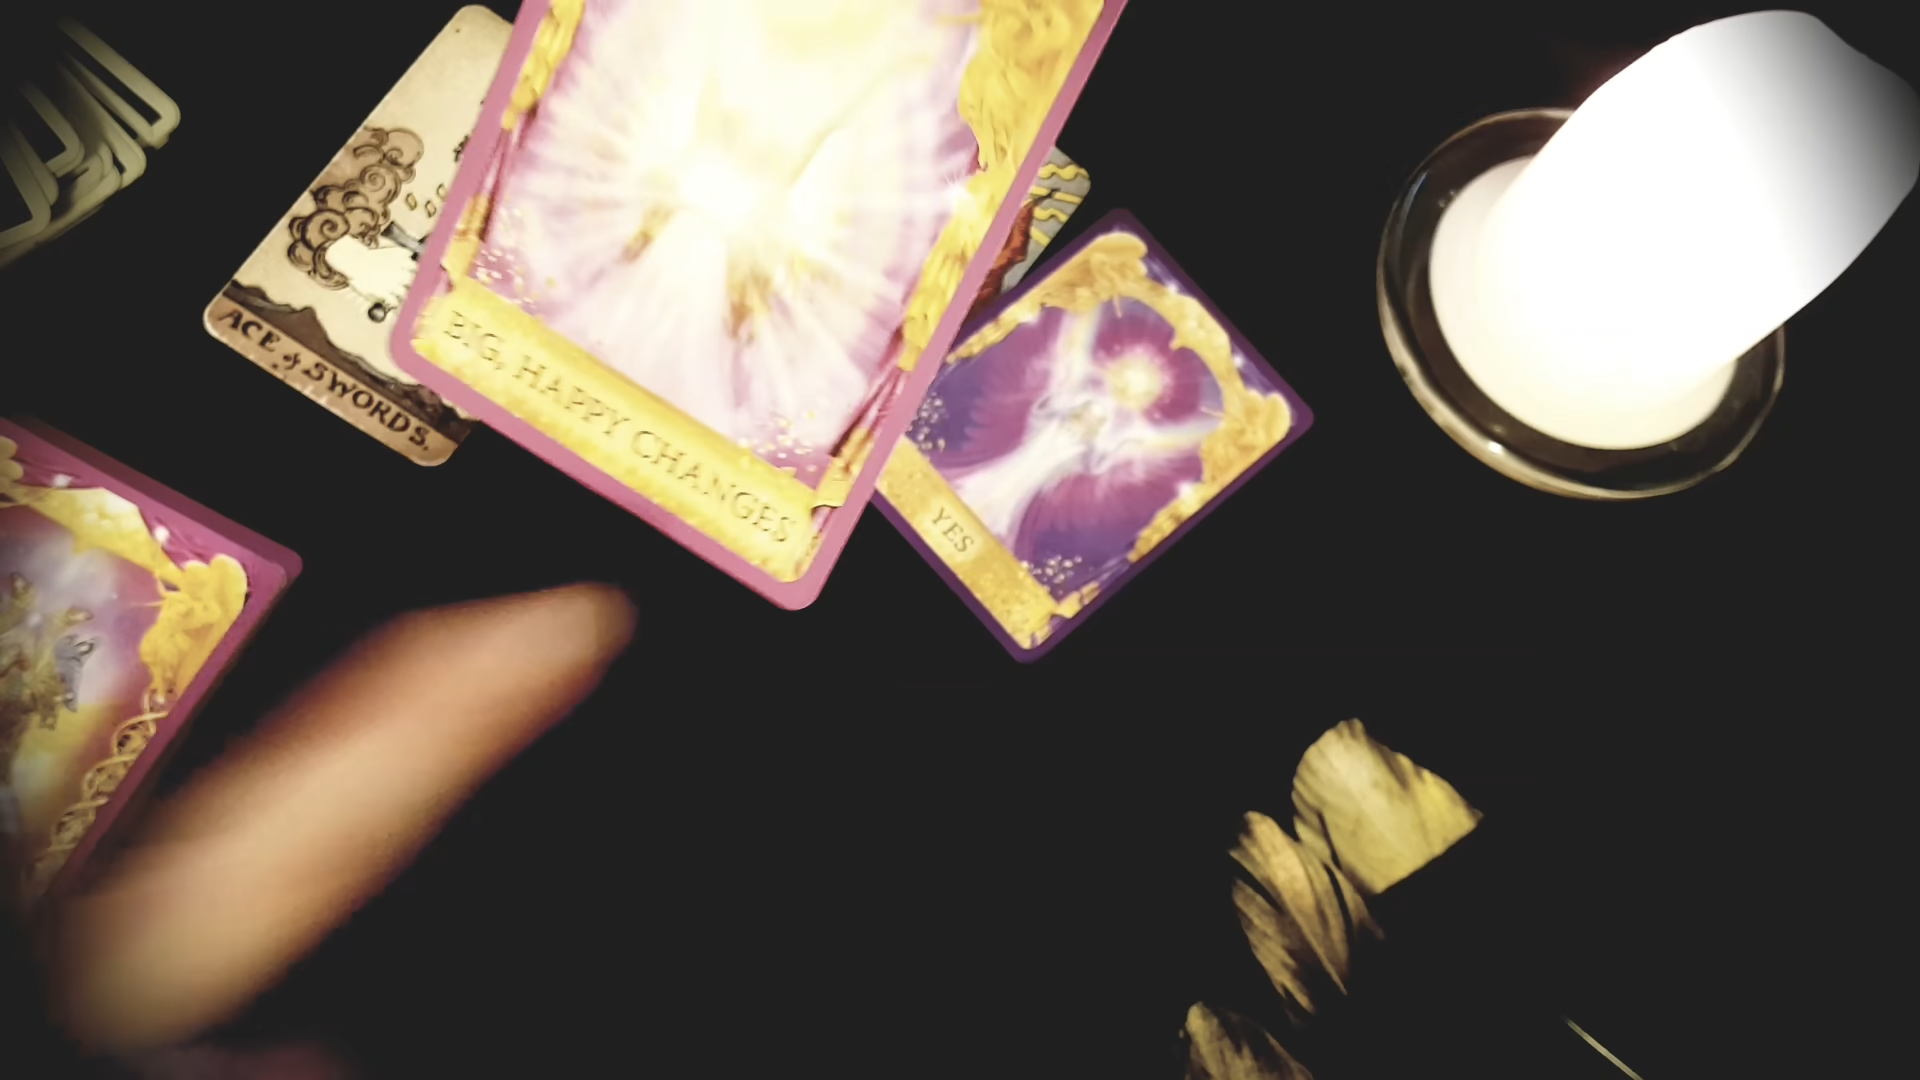 ACE of SWORDS.
BIG, HAPPY CHANGES
YES